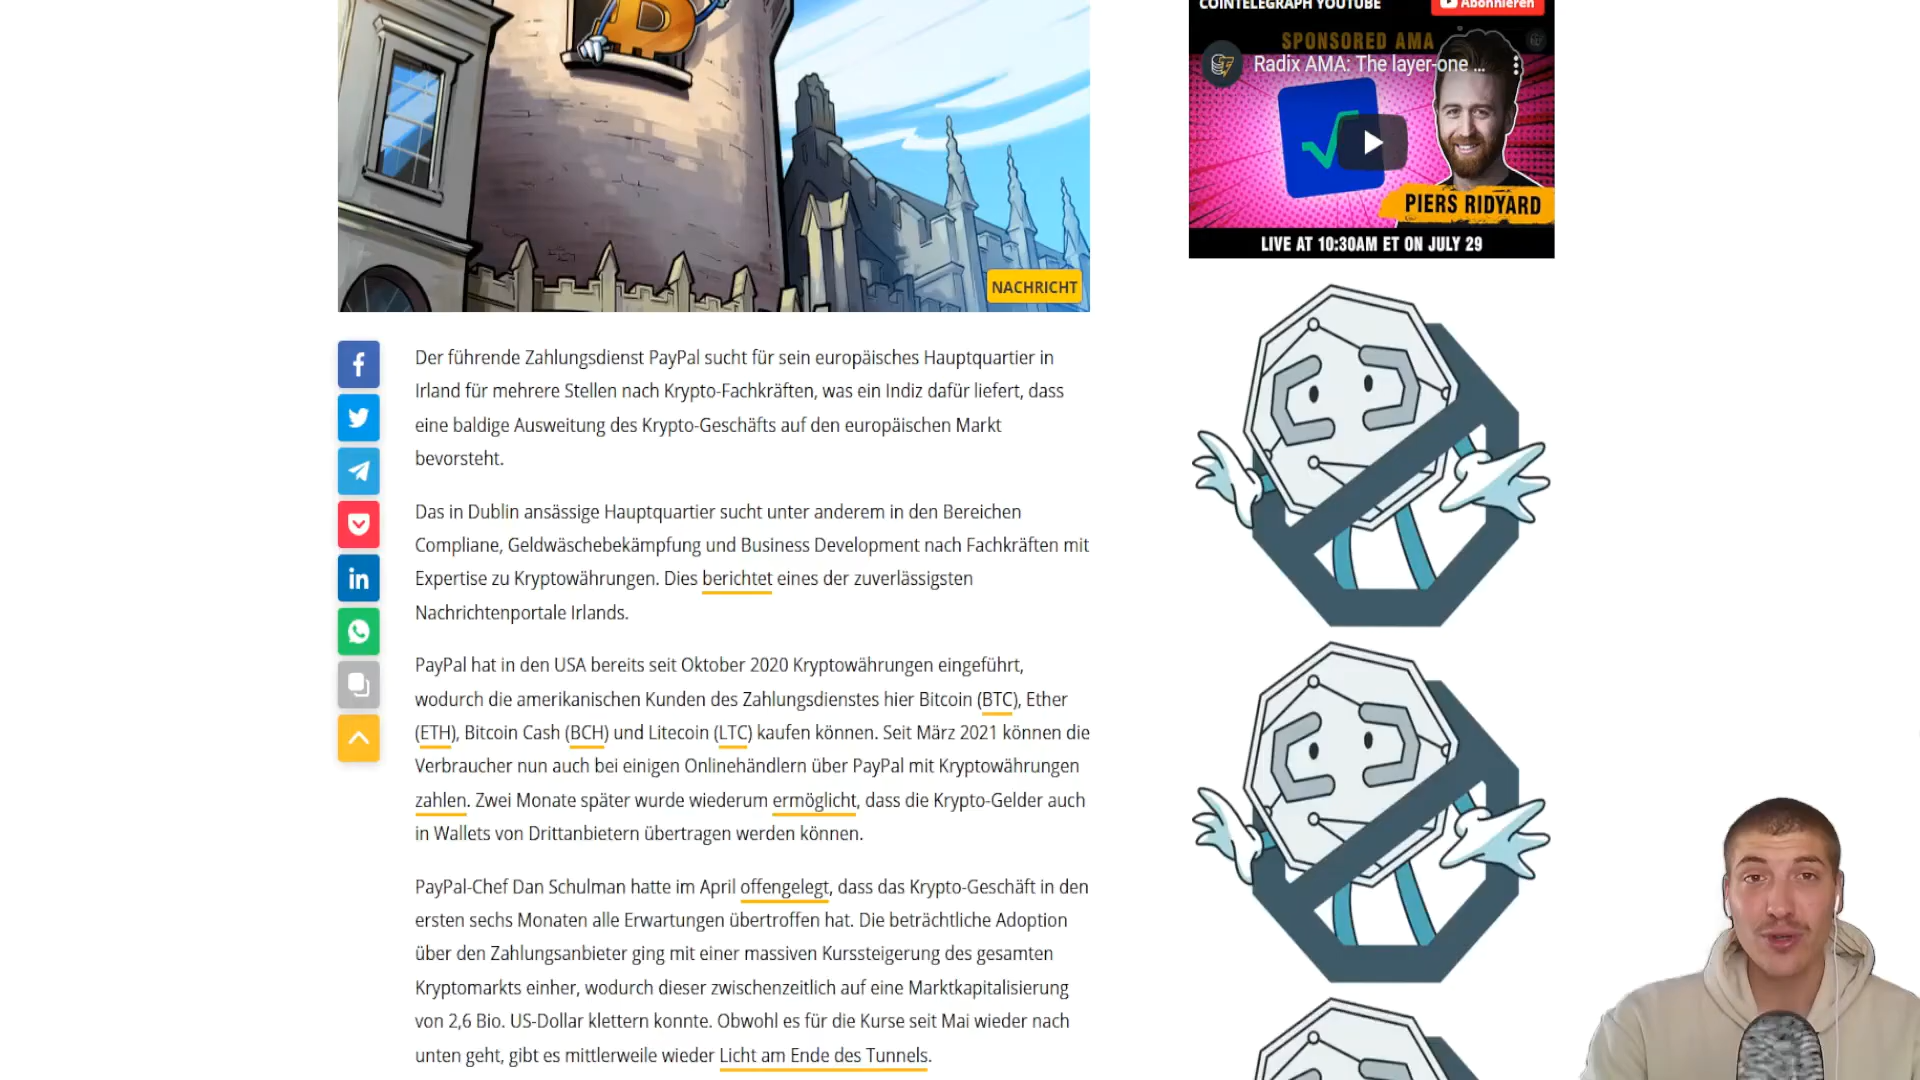 COINTELEGRAPH YOUTUBE
Abonnieren
SPONSORED AMA
Radix AMA: The layer-one ...
PIERS RIDYARD
LIVE AT 10:30AM ET ON JULY 29
NACHRICHT
Der führende Zahlungsdienst PayPal sucht für sein europäisches Hauptquartier in
Irland für mehrere Stellen nach Krypto-Fachkräften, was ein Indiz dafür liefert, dass
eine baldige Ausweitung des Krypto-Geschäfts auf den europäischen Markt
bevorsteht.
Das in Dublin ansässige Hauptquartier sucht unter anderem in den Bereichen
Compliane, Geldwäschebekämpfung und Business Development nach Fachkräften mit
Expertise zu Kryptowährungen. Dies berichtet eines der zuverlässigsten
Nachrichtenportale Irlands.
PayPal hat in den USA bereits seit Oktober 2020 Kryptowährungen eingeführt,
wodurch die amerikanischen Kunden des Zahlungsdienstes hier Bitcoin (BTC), Ether
(ETH), Bitcoin Cash (BCH) und Litecoin (LTC) kaufen können. Seit März 2021 können die
Verbraucher nun auch bei einigen Onlinehändlern über PayPal mit Kryptowährungen
zahlen. Zwei Monate später wurde wiederum ermöglicht, dass die Krypto-Gelder auch
in Wallets von Drittanbietern übertragen werden können.
PayPal-Chef Dan Schulman hatte im April offengelegt, dass das Krypto-Geschäft in den
ersten sechs Monaten alle Erwartungen übertroffen hat. Die beträchtliche Adoption
über den Zahlungsanbieter ging mit einer massiven Kurssteigerung des gesamten
Kryptomarkts einher, wodurch dieser zwischenzeitlich auf eine Marktkapitalisierung
von 2,6 Bio. US-Dollar klettern konnte. Obwohl es für die Kurse seit Mai wieder nach
unten geht, gibt es mittlerweile wieder Licht am Ende des Tunnels.